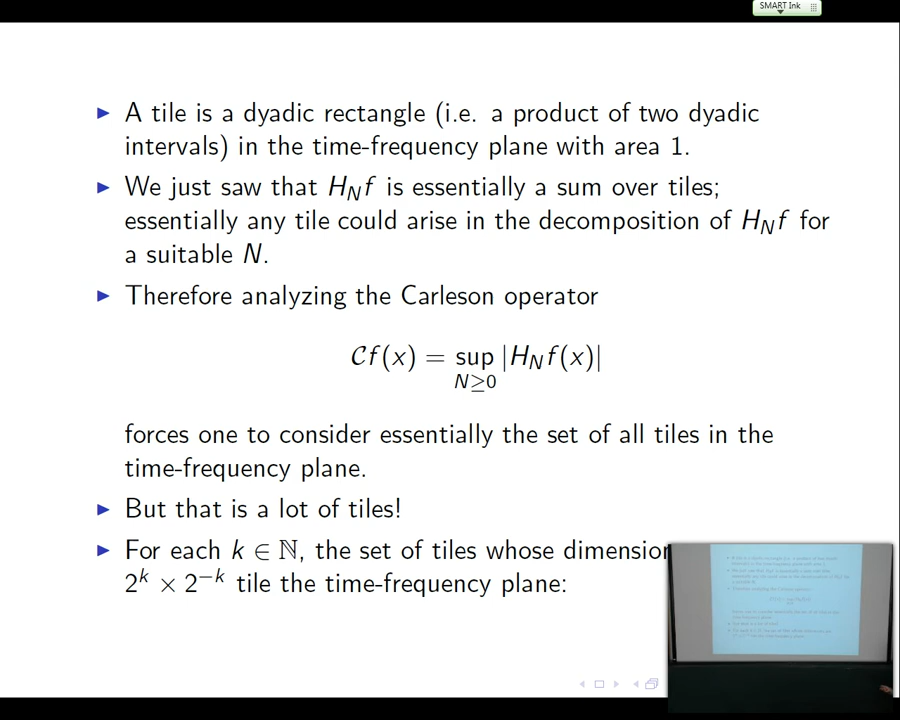 SMART Ink
A tile is a dyadic rectangle (i.e. a product of two dyadic
intervals) in the time-frequency plane with area 1.
We just saw that H_N f is essentially a sum over tiles;
essentially any tile could arise in the decomposition of H_N f for
a suitable N.
Therefore analyzing the Carleson operator
𝒞f(x) = sup_{N≥0} |H_N f(x)|
forces one to consider essentially the set of all tiles in the
time-frequency plane.
But that is a lot of tiles!
For each k ∈ ℕ, the set of tiles whose dimension
2^k × 2^{-k} tile the time-frequency plane: